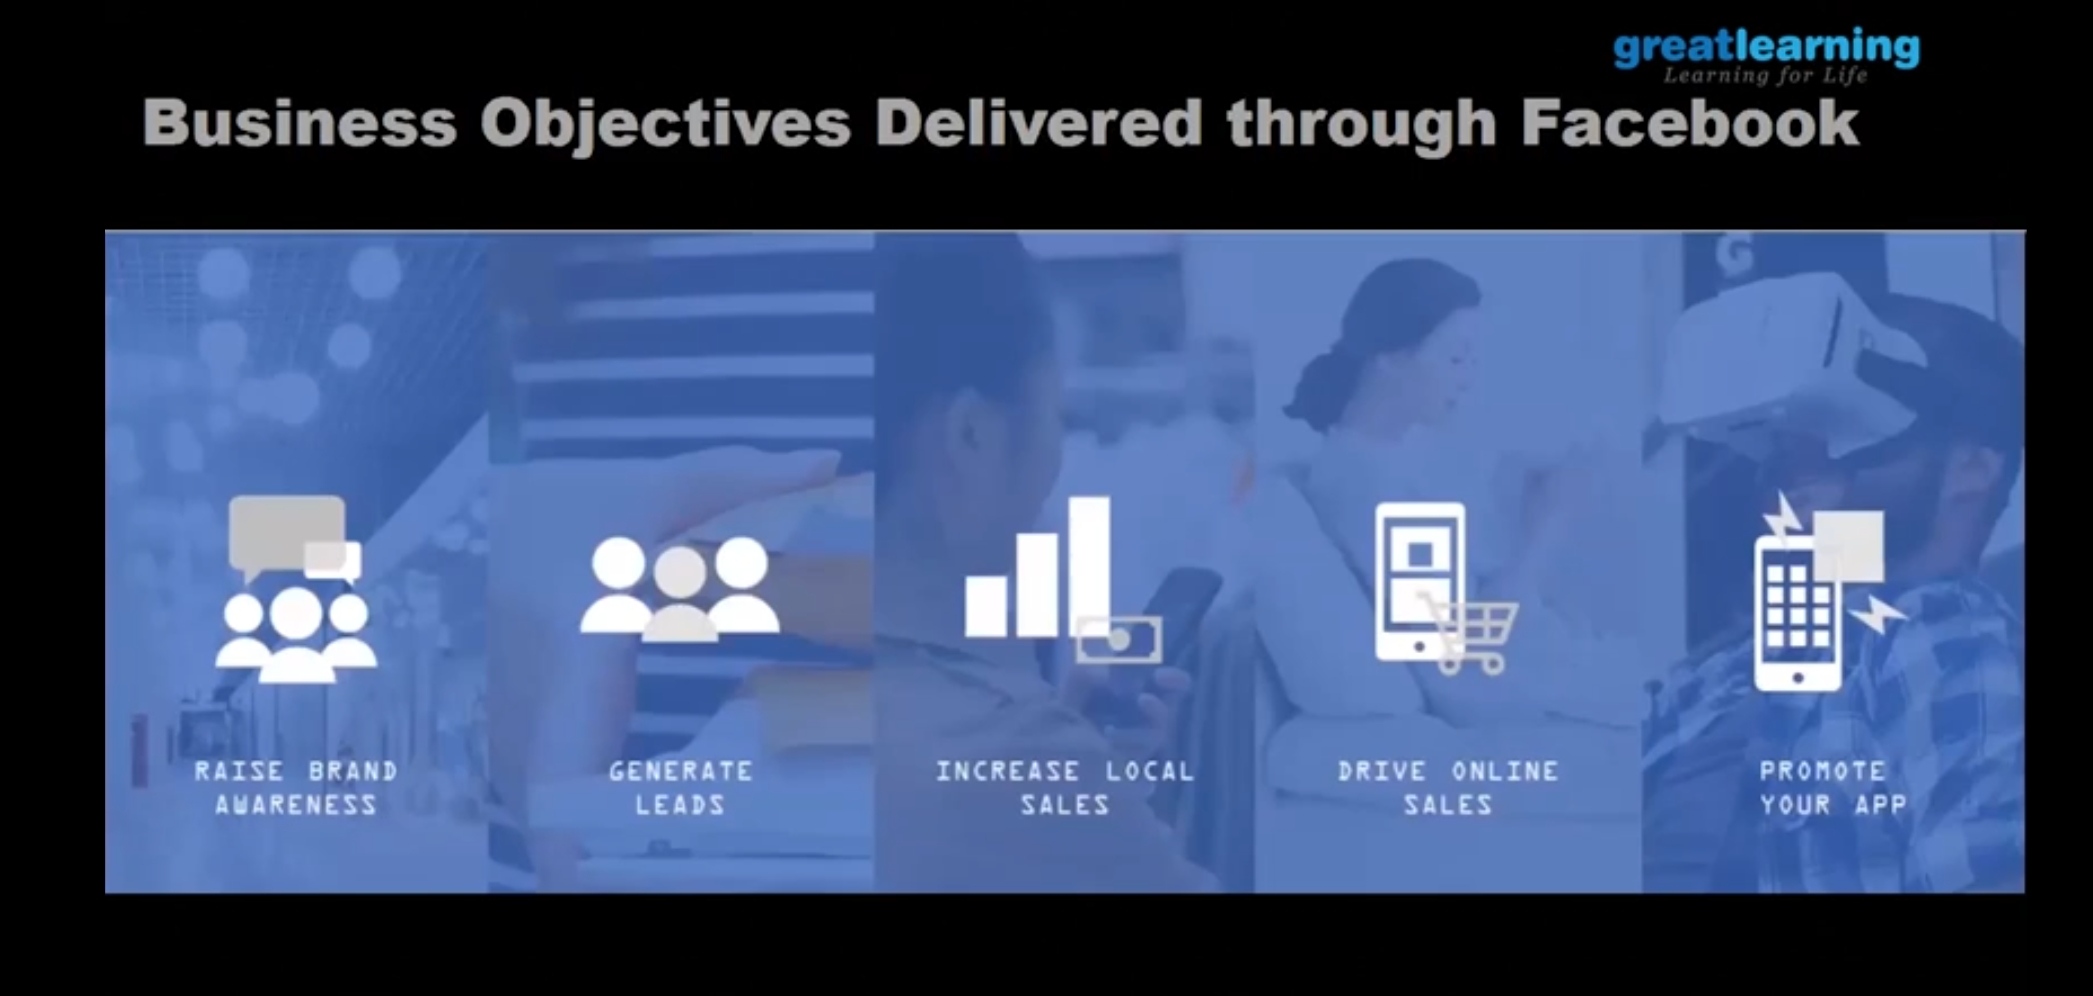 greatlearning
Learning for Life
Business Objectives Delivered through Facebook
G
RAISE BRAND
AWARENESS
GENERATE
LEADS
INCREASE LOCAL
SALES
DRIVE ONLINE
SALES
PROMOTE
YOUR APP